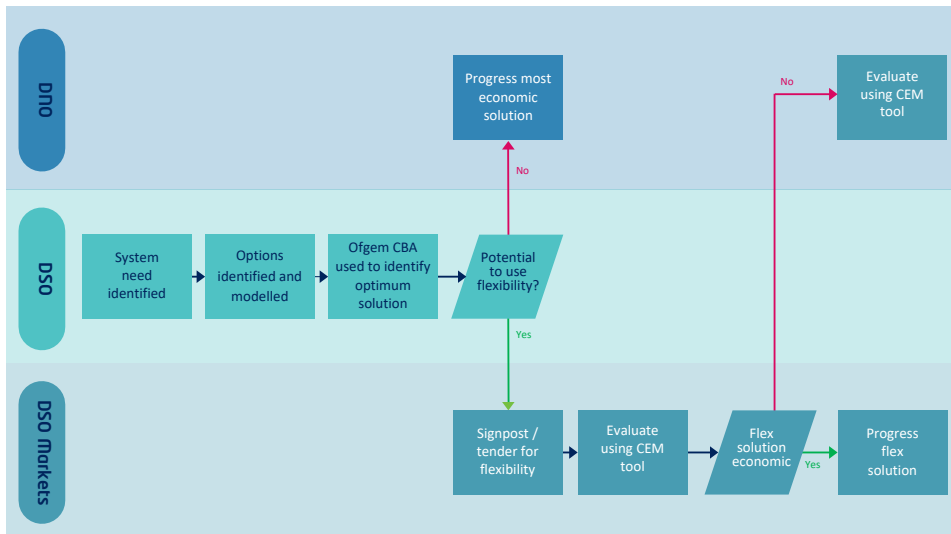 DNO
Progress most
economic
solution
No
No
Evaluate
using CEM
tool
DSO
System
need
identified
Options
identified and
modelled
Ofgem CBA
used to identify
optimum
solution
Potential
to use
flexibility?
Yes
DSO Markets
Signpost /
tender for
flexibility
Evaluate
using CEM
tool
Flex
solution
economic
Yes
Progress
flex
solution